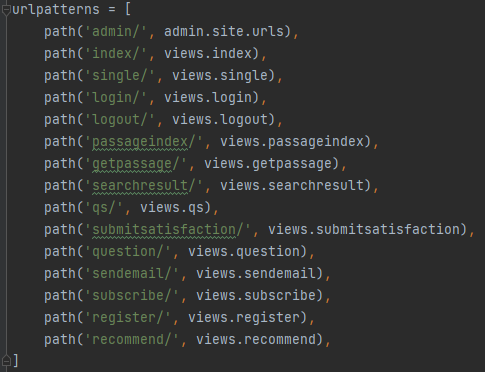 urlpatterns = [
    path('admin/', admin.site.urls),
    path('index/', views.index),
    path('single/', views.single),
    path('login/', views.login),
    path('logout/', views.logout),
    path('passageindex/', views.passageindex),
    path('getpassage/', views.getpassage),
    path('searchresult/', views.searchresult),
    path('qs/', views.qs),
    path('submitsatisfaction/', views.submitsatisfaction),
    path('question/', views.question),
    path('sendemail/', views.sendemail),
    path('subscribe/', views.subscribe),
    path('register/', views.register),
    path('recommend/', views.recommend),
]